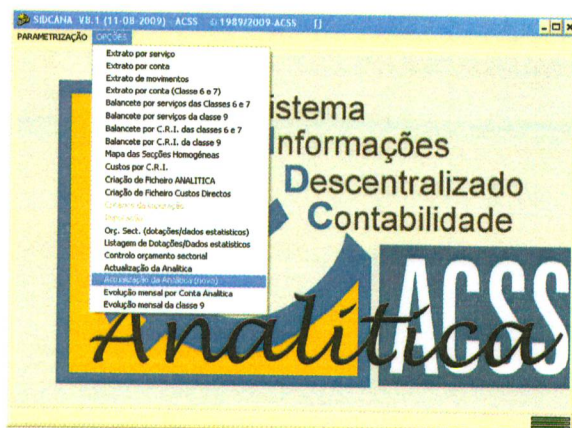 SIDCANA V8.1 (11-08-2009) - ACSS © 1989/2009-ACSS []
PARAMETRIZAÇÃO OPÇÕES
Extrato por serviço
Extrato por conta
Extrato de movimentos
Extrato por conta (Classe 6 e 7)
Balancete por serviços das Classes 6 e 7
Balancete por serviços da classe 9
Balancete por C.R.I. das classes 6 e 7
Balancete por C.R.I. da classe 9
Mapa das Secções Homogéneas
Custos por C.R.I.
Criação de Ficheiro ANALITICA
Criação de Ficheiro Custos Directos
Orç. Sect. (dotações/dados estatisticos)
Listagem de Dotações/Dados estatisticos
Controlo orçamento sectorial
Actualização da Analitica
Actualização da Analitica (novo)
Evolução mensal por Conta Analitica
Evolução mensal da classe 9
istema
Informações
Descentralizado
Contabilidade
ACSS
Analítica